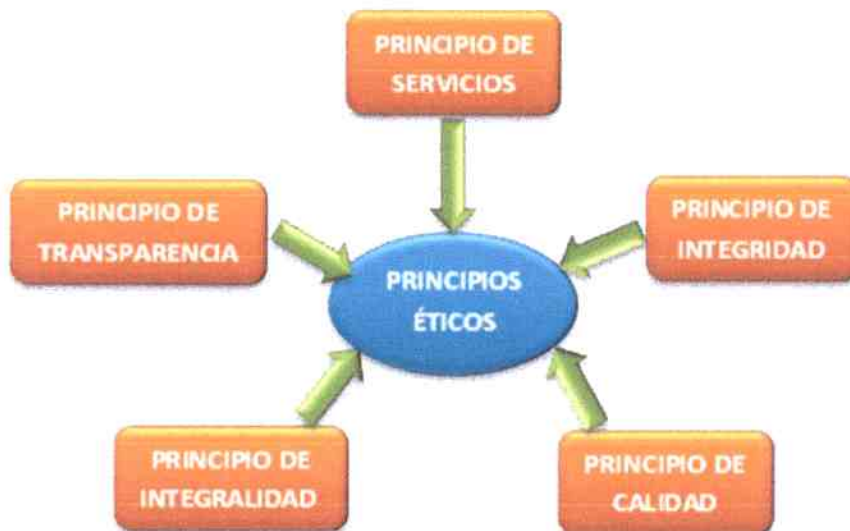 PRINCIPIO DE
SERVICIOS
PRINCIPIO DE
TRANSPARENCIA
PRINCIPIO DE
INTEGRIDAD
PRINCIPIOS
ÉTICOS
PRINCIPIO DE
INTEGRALIDAD
PRINCIPIO DE
CALIDAD